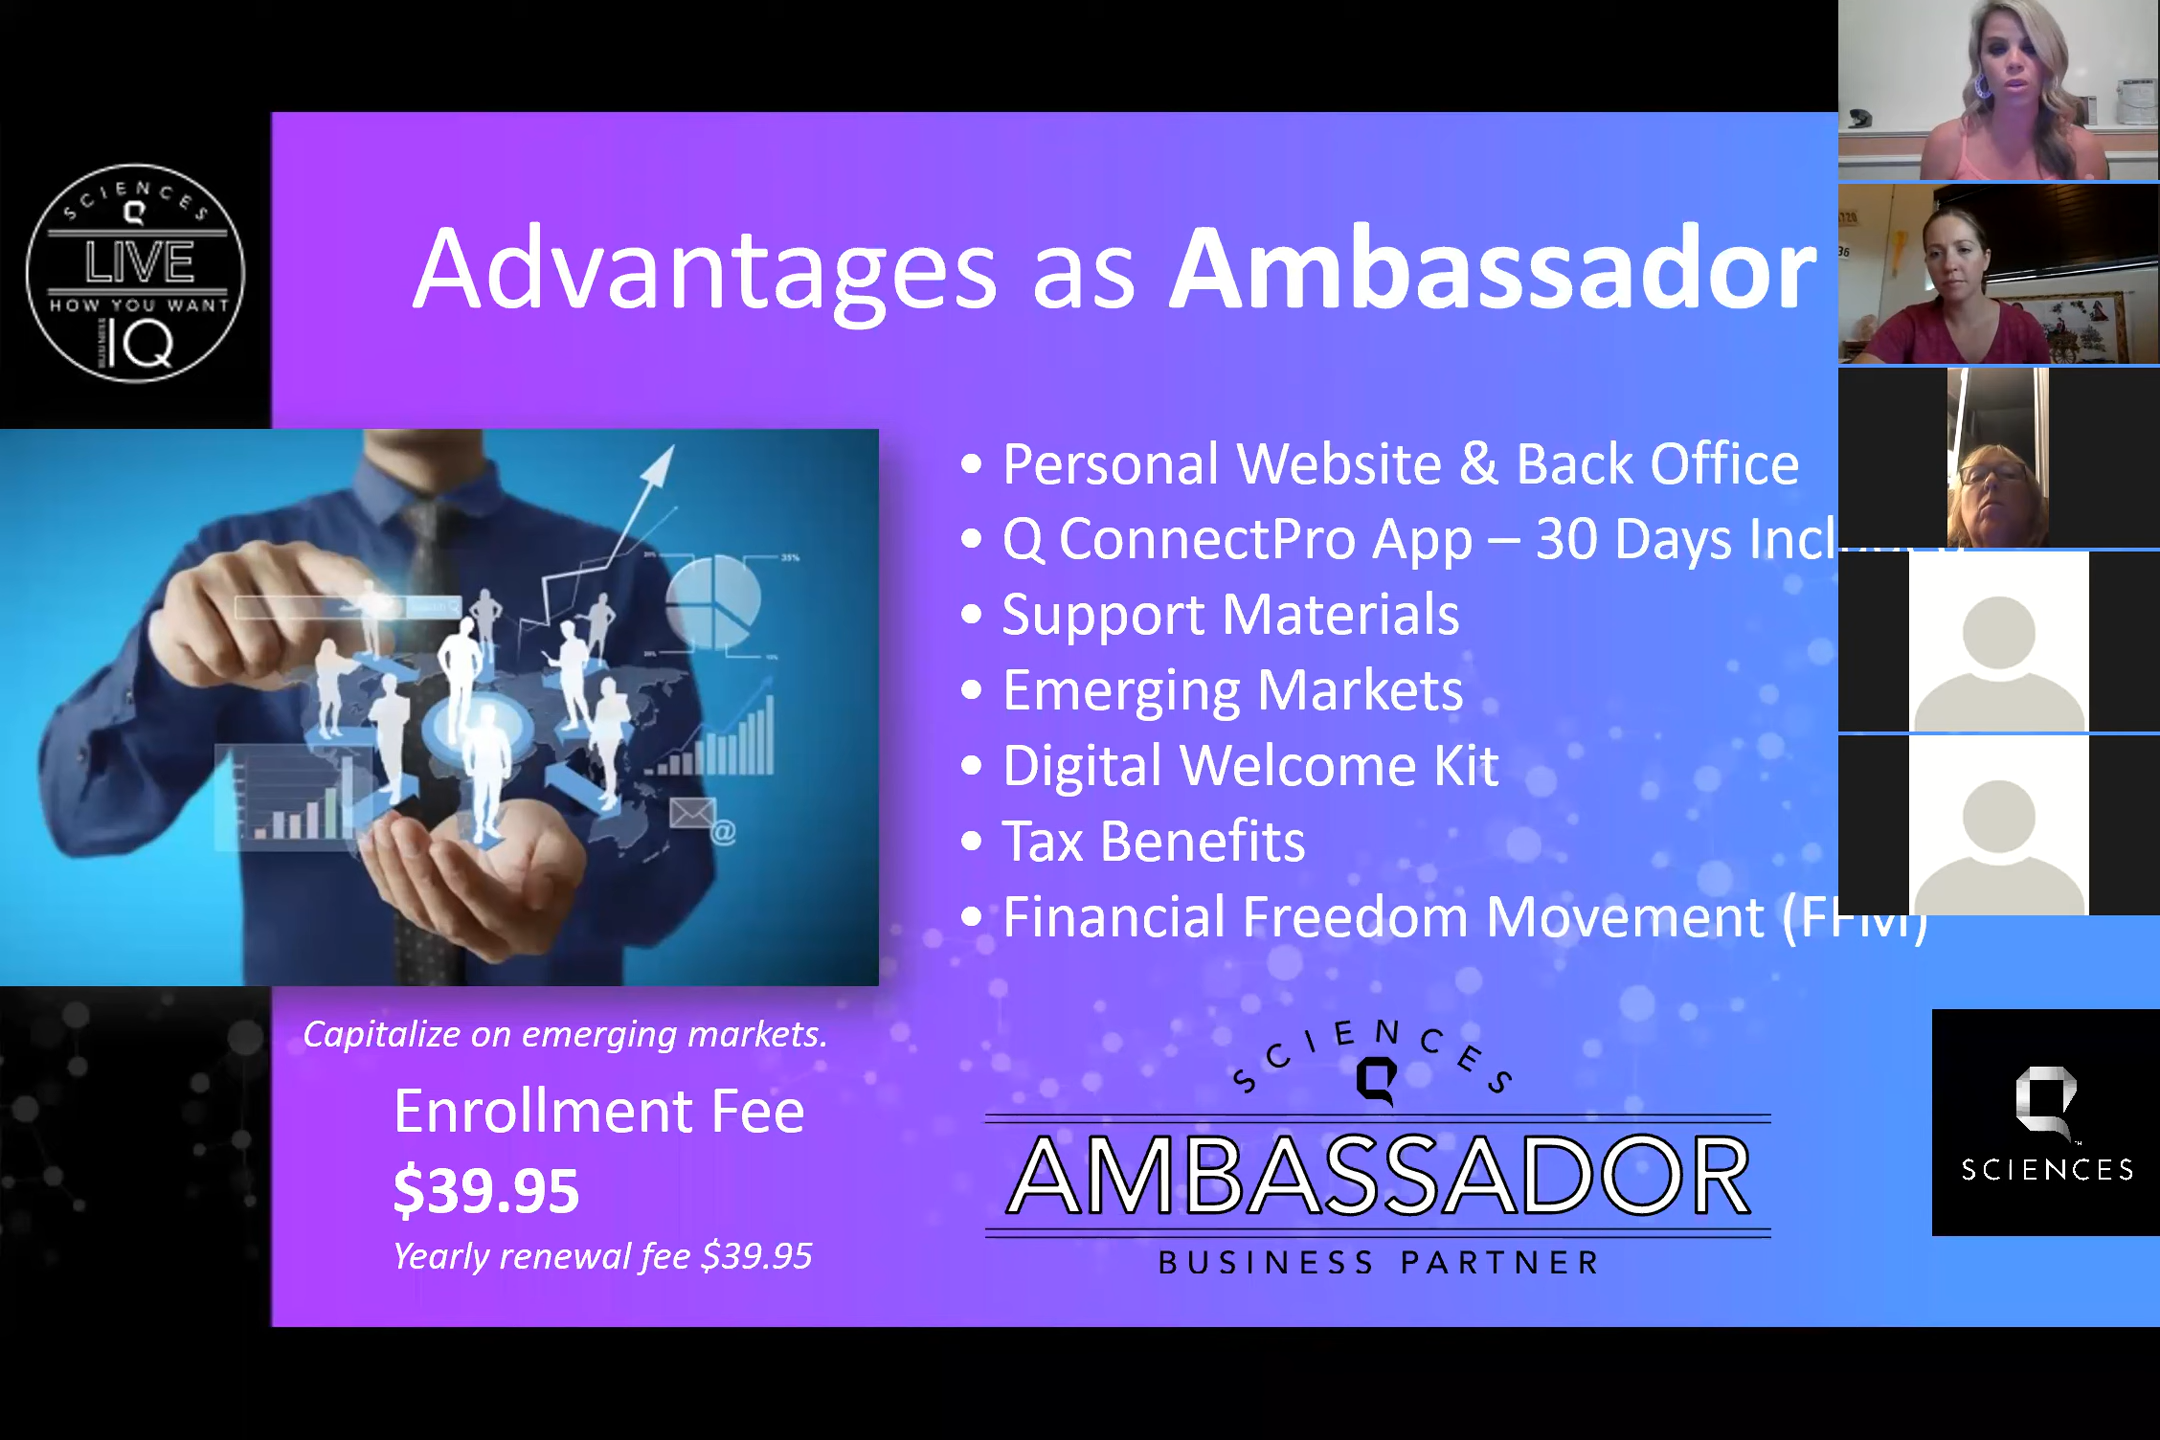 SCIENCES
LIVE
HOW YOU WANT
IQ
Advantages as Ambassador
• Personal Website & Back Office
• Q ConnectPro App – 30 Days Incl
• Support Materials
• Emerging Markets
• Digital Welcome Kit
• Tax Benefits
• Financial Freedom Movement (FFM)
35%
@
Capitalize on emerging markets.
Enrollment Fee
$39.95
Yearly renewal fee $39.95
SCIENCES
AMBASSADOR
BUSINESS PARTNER
Q
SCIENCES